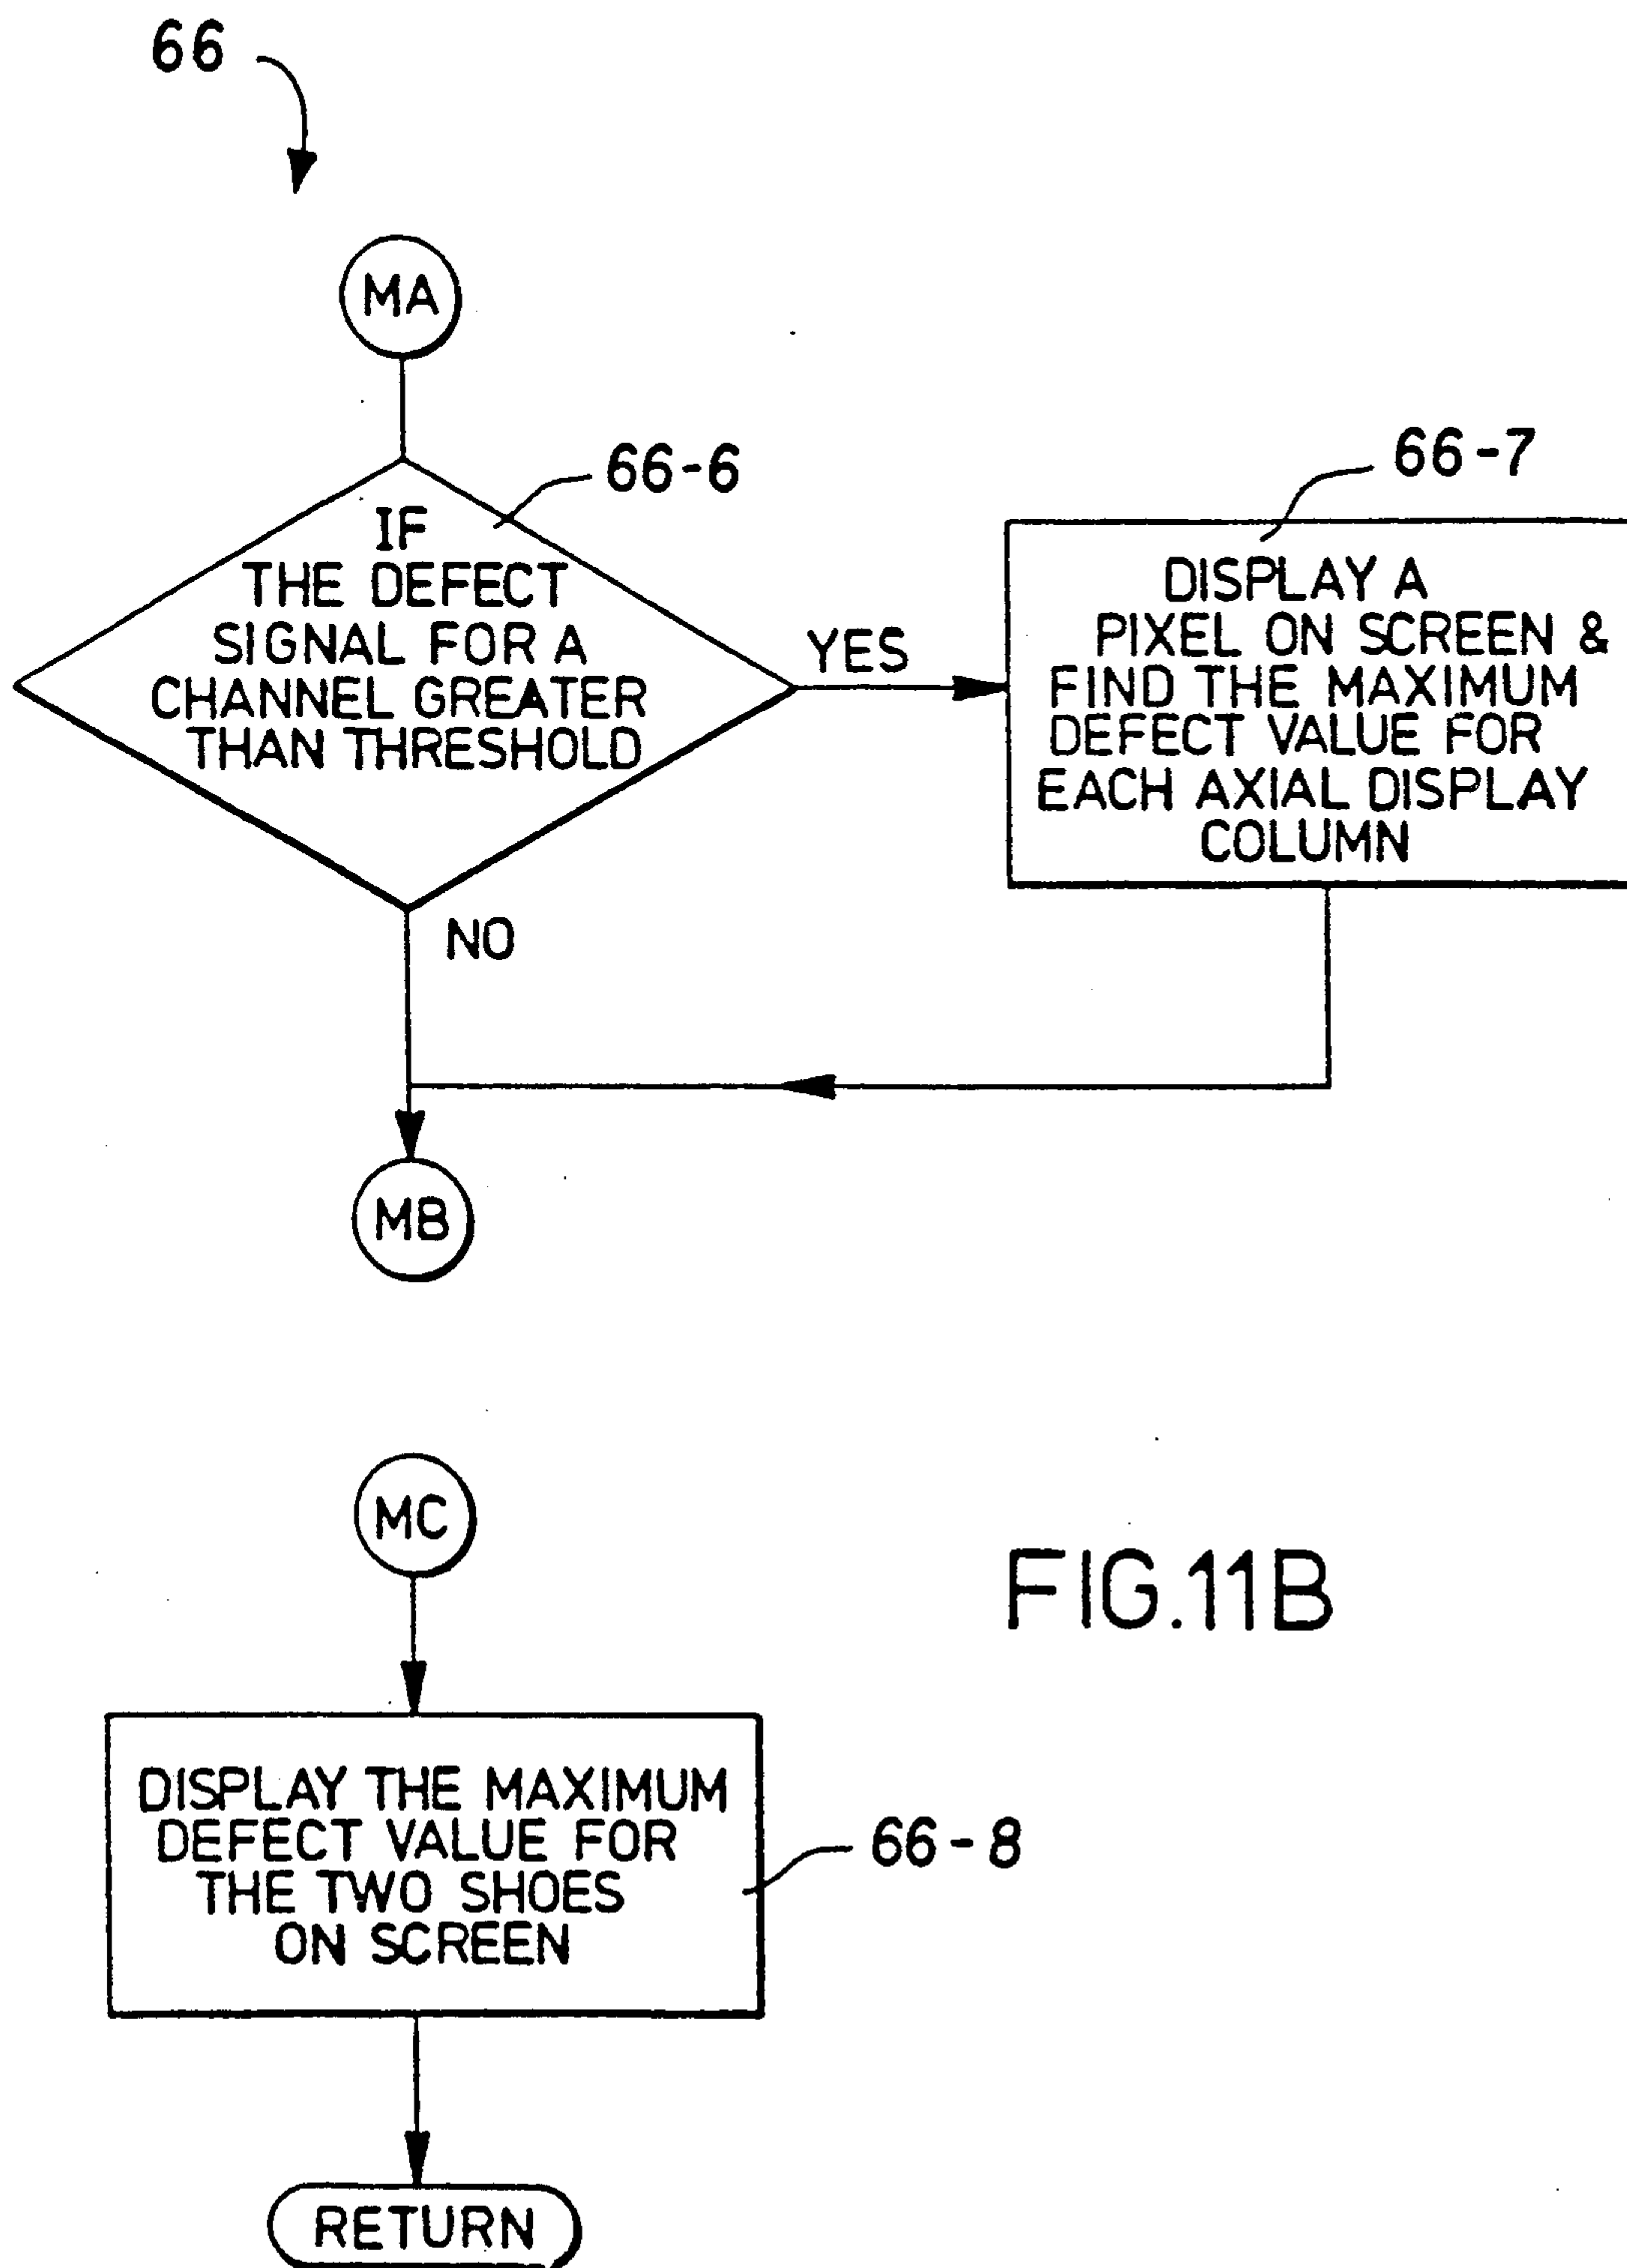 66
MA
66-6
IF
THE DEFECT
SIGNAL FOR A
CHANNEL GREATER
THAN THRESHOLD
YES
66-7
DISPLAY A
PIXEL ON SCREEN &
FIND THE MAXIMUM
DEFECT VALUE FOR
EACH AXIAL DISPLAY
COLUMN
NO
MB
MC
FIG.11B
DISPLAY THE MAXIMUM
DEFECT VALUE FOR
THE TWO SHOES
ON SCREEN
66-8
RETURN